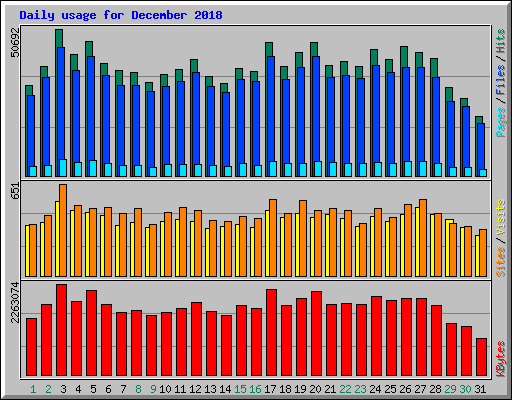 Daily usage for December 2018
50692
Pages / Files / Hits
651
Sites / Visits
2263074
KBytes
1 2 3 4 5 6 7 8 9 10 11 12 13 14 15 16 17 18 19 20 21 22 23 24 25 26 27 28 29 30 31